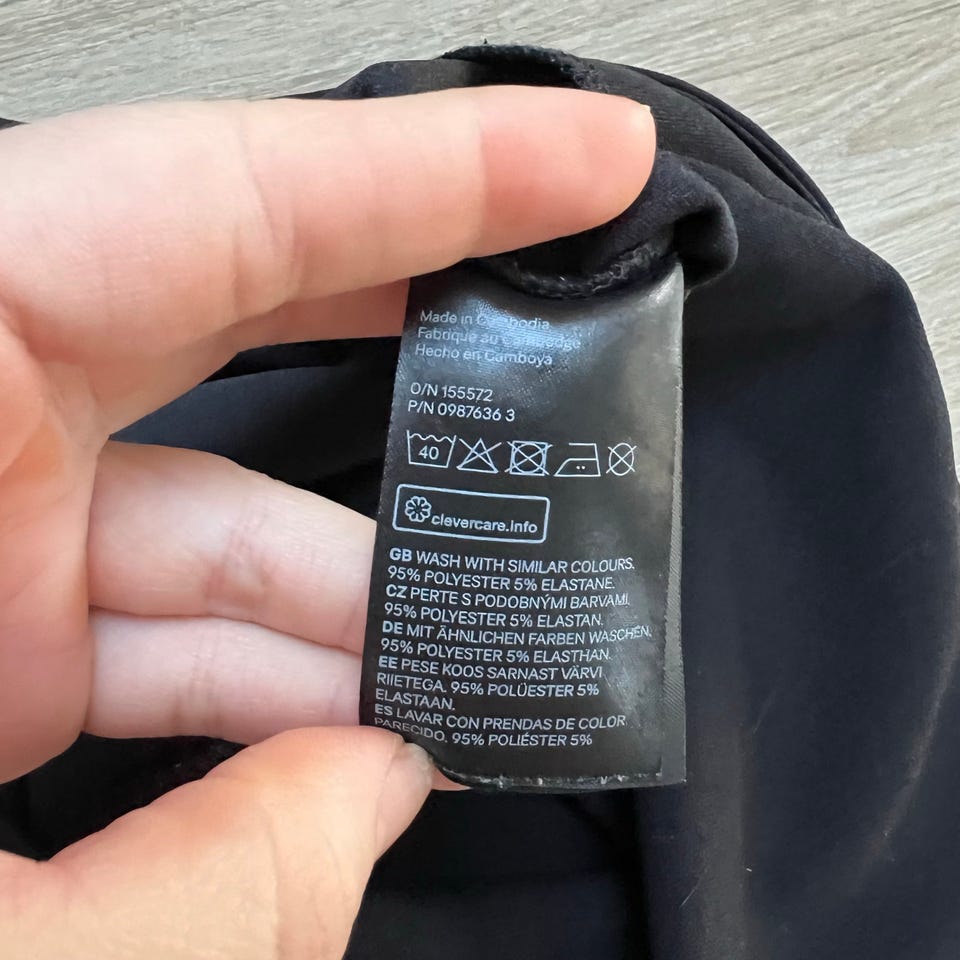 Made in Cambodia
Fabriqué au Cambodge
Hecho en Camboya
O/N 155572
P/N 0987636 3
40
clevercare.info
GB WASH WITH SIMILAR COLOURS.
95% POLYESTER 5% ELASTANE.
CZ PERTE S PODOBNÝMI BARVAMI.
95% POLYESTER 5% ELASTAN.
DE MIT ÄHNLICHEN FARBEN WASCHEN.
95% POLYESTER 5% ELASTHAN.
EE PESE KOOS SARNAST VÄRVI
RIIETEGA. 95% POLÜESTER 5%
ELASTAAN.
ES LAVAR CON PRENDAS DE COLOR
PARECIDO. 95% POLIÉSTER 5%